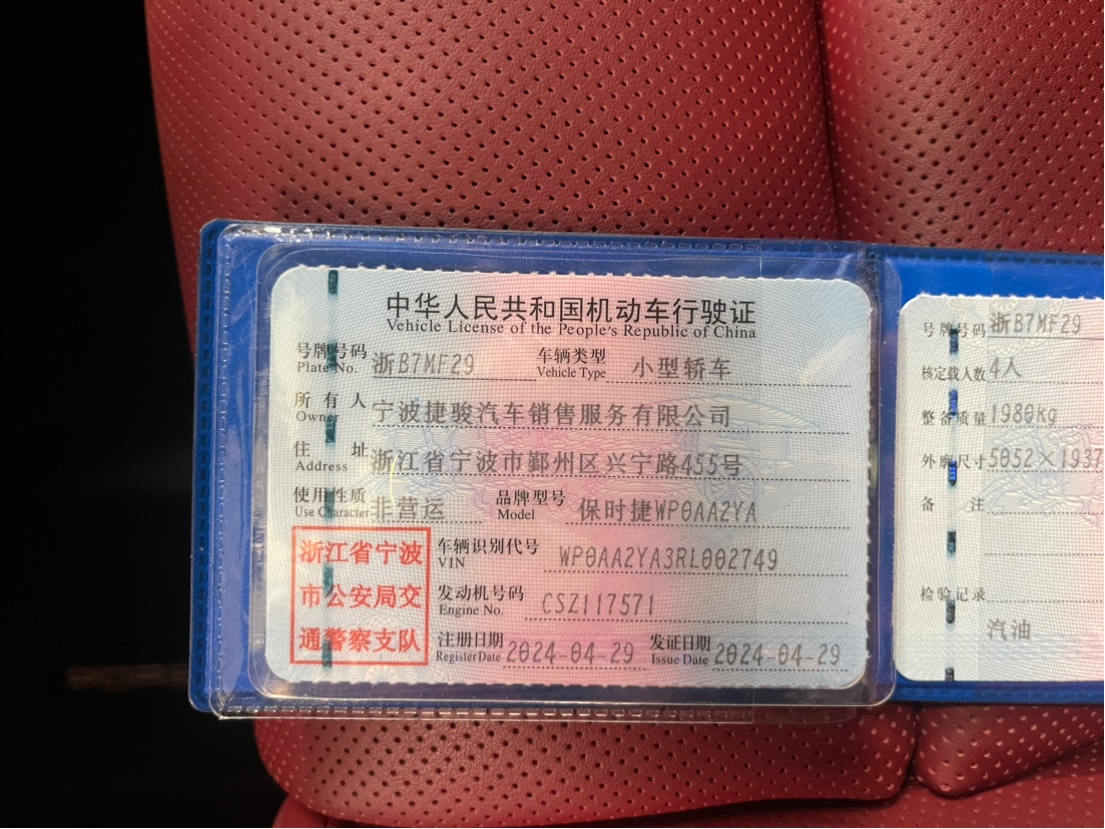 中华人民共和国机动车行驶证
Vehicle License of the People's Republic of China
号牌号码 浙B7MF29 车辆类型 小型轿车
Plate No. Vehicle Type
所有人 宁波捷骏汽车销售服务有限公司
Owner
住址 浙江省宁波市鄞州区兴宁路455号
Address
使用性质 非营运 品牌型号 保时捷WP0AA2YA
Use Character Model
浙江省宁波
市公安局交
通警察支队
车辆识别代号 WP0AA2YA3RL002749
VIN
发动机号码 CSZ117571
Engine No.
注册日期 2024-04-29 发证日期 2024-04-29
Register Date Issue Date
号牌号码 浙B7MF29
核定载人数 4人
整备质量 1980kg
外廓尺寸 5052×1937
备注
检验记录
汽油